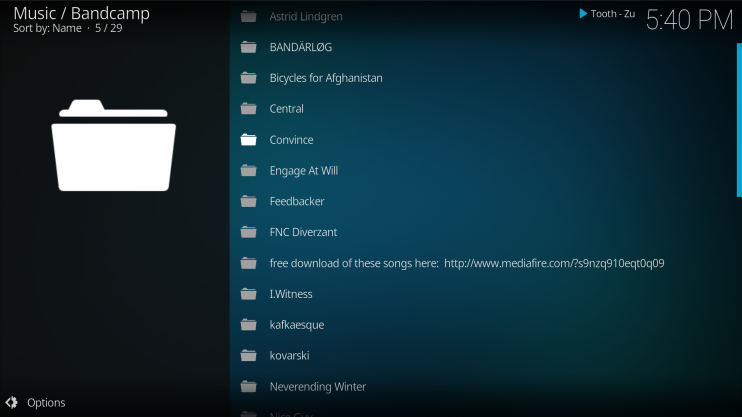 Music / Bandcamp
Sort by: Name · 5 / 29
Tooth - Zu
5:40 PM
Astrid Lindgren
BANDÄRLØG
Bicycles for Afghanistan
Central
Convince
Engage At Will
Feedbacker
FNC Diverzant
free download of these songs here: http://www.mediafire.com/?s9nzq910eqt0q09
I.Witness
kafkaesque
kovarski
Neverending Winter
Options